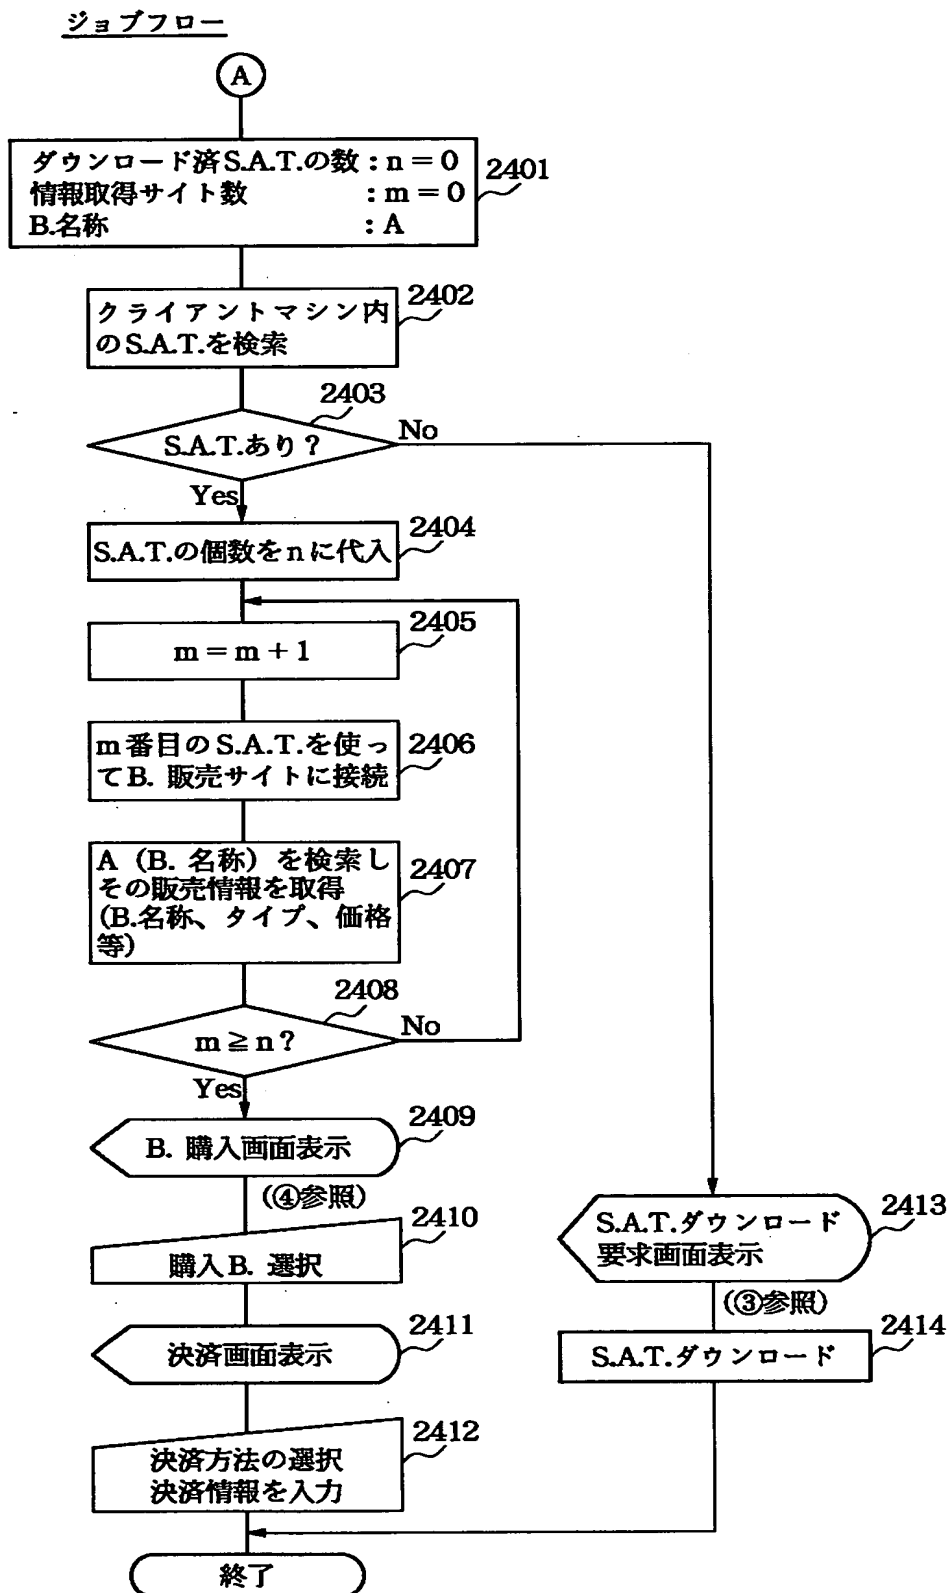 ジョブフロー
A
ダウンロード済S.A.T.の数:n=0
情報取得サイト数 :m=0
B.名称 :A
2401
クライアントマシン内
のS.A.T.を検索
2402
2403
S.A.T.あり?
No
Yes
S.A.T.の個数をnに代入
2404
m=m+1
2405
m番目のS.A.T.を使っ
てB. 販売サイトに接続
2406
A(B. 名称)を検索し
その販売情報を取得
(B.名称、タイプ、価格
等)
2407
2408
m≧n?
No
Yes
B. 購入画面表示
2409
(④参照)
購入B. 選択
2410
決済画面表示
2411
決済方法の選択
決済情報を入力
2412
S.A.T.ダウンロード
要求画面表示
2413
(③参照)
S.A.T.ダウンロード
2414
終了